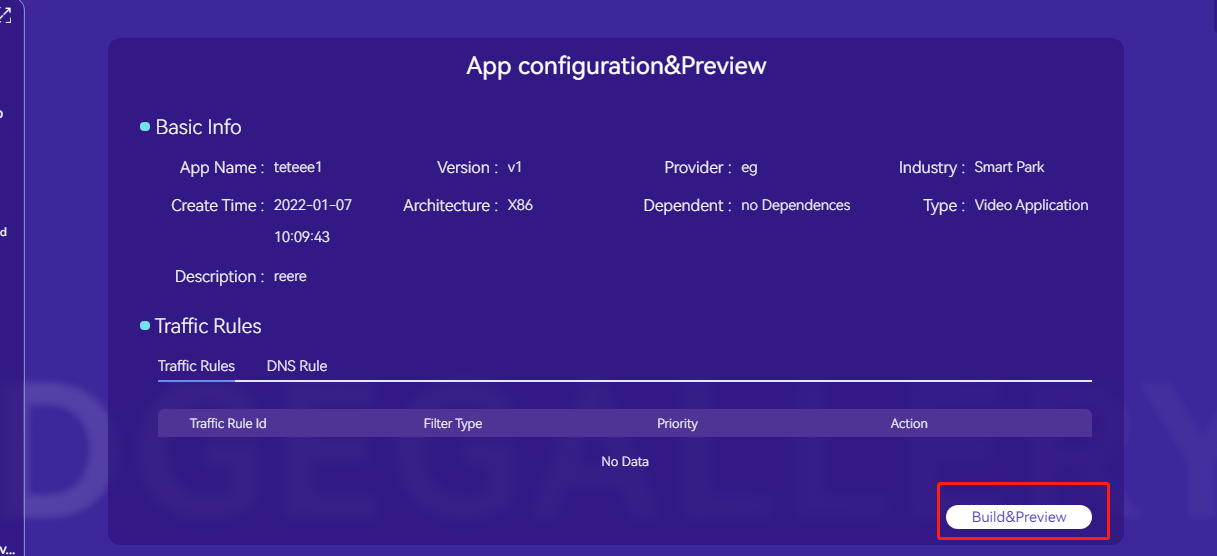 App configuration&Preview
Basic Info
App Name : teteee1 Version : v1 Provider : eg Industry : Smart Park
Create Time : 2022-01-07 10:09:43 Architecture : X86 Dependent : no Dependences Type : Video Application
Description : reere
Traffic Rules
Traffic Rules DNS Rule
Traffic Rule Id Filter Type Priority Action
No Data
Build&Preview